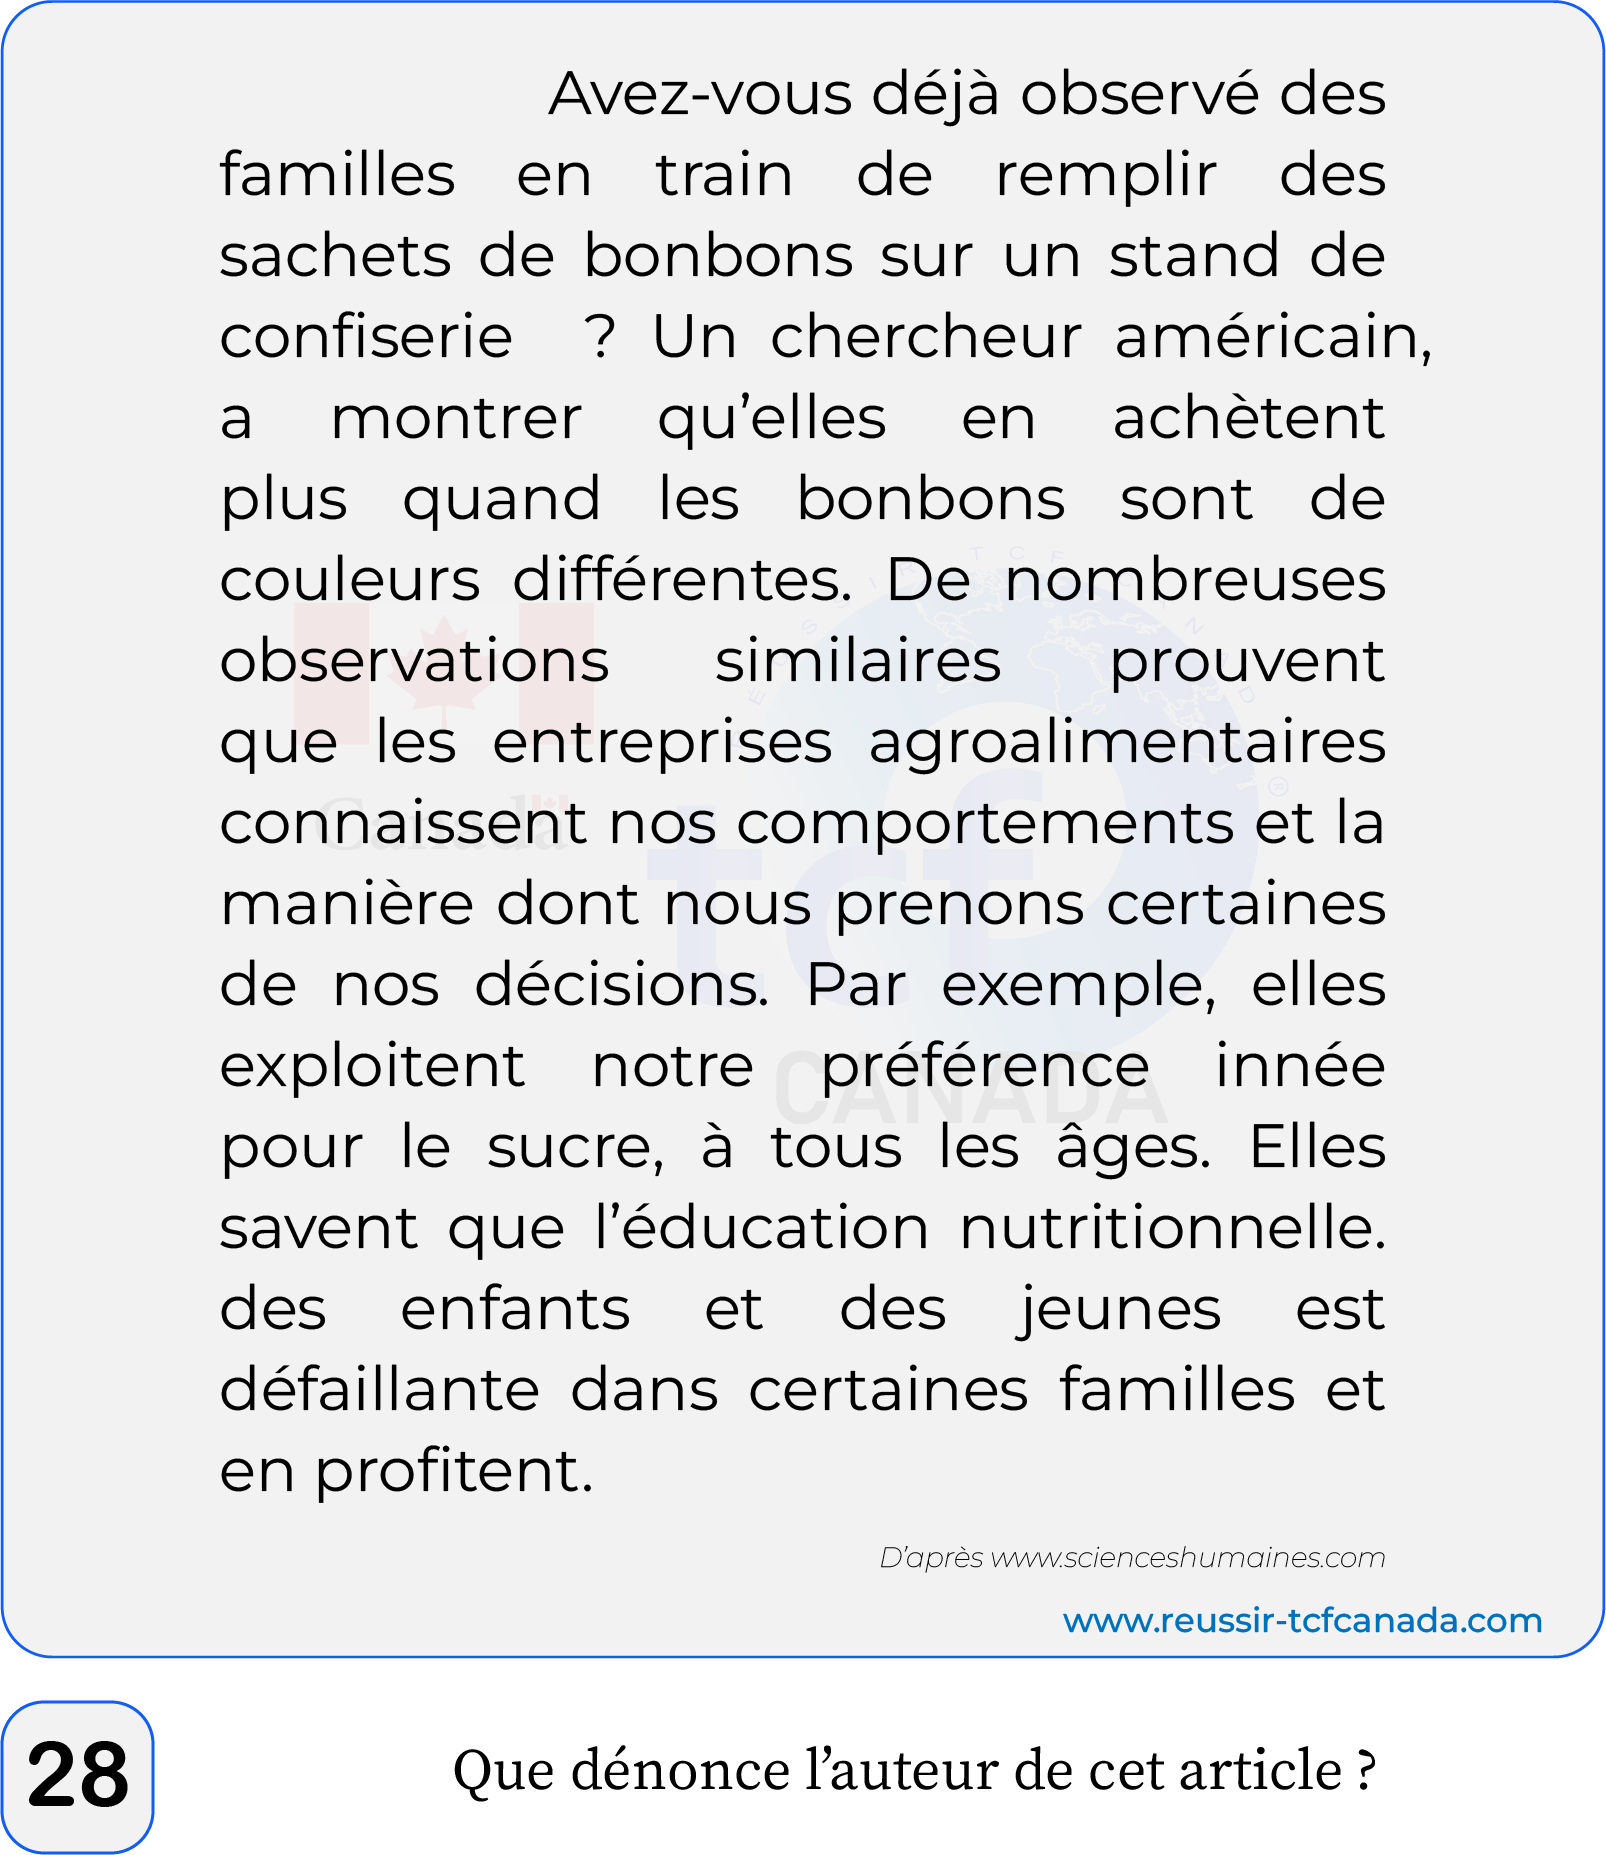 Avez-vous déjà observé des
familles en train de remplir des
sachets de bonbons sur un stand de
confiserie ? Un chercheur américain,
a montrer qu’elles en achètent
plus quand les bonbons sont de
couleurs différentes. De nombreuses
observations similaires prouvent
que les entreprises agroalimentaires
connaissent nos comportements et la
manière dont nous prenons certaines
de nos décisions. Par exemple, elles
exploitent notre préférence innée
pour le sucre, à tous les âges. Elles
savent que l’éducation nutritionnelle.
des enfants et des jeunes est
défaillante dans certaines familles et
en profitent.
Canada
tcf
CANADA
D’après www.scienceshumaines.com
www.reussir-tcfcanada.com
28
Que dénonce l’auteur de cet article ?